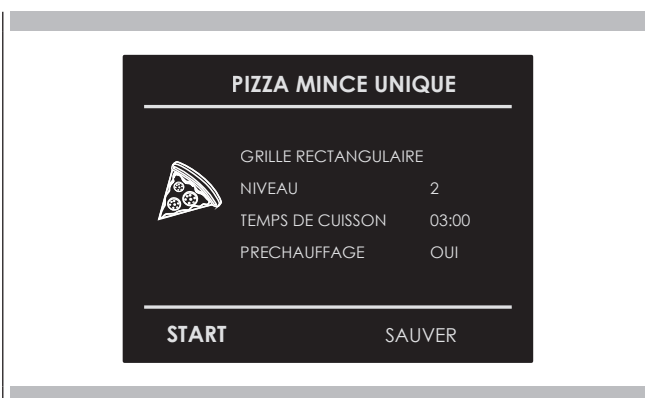 PIZZA MINCE UNIQUE
GRILLE RECTANGULAIRE
NIVEAU 2
TEMPS DE CUISSON 03:00
PRECHAUFFAGE OUI
START SAUVER